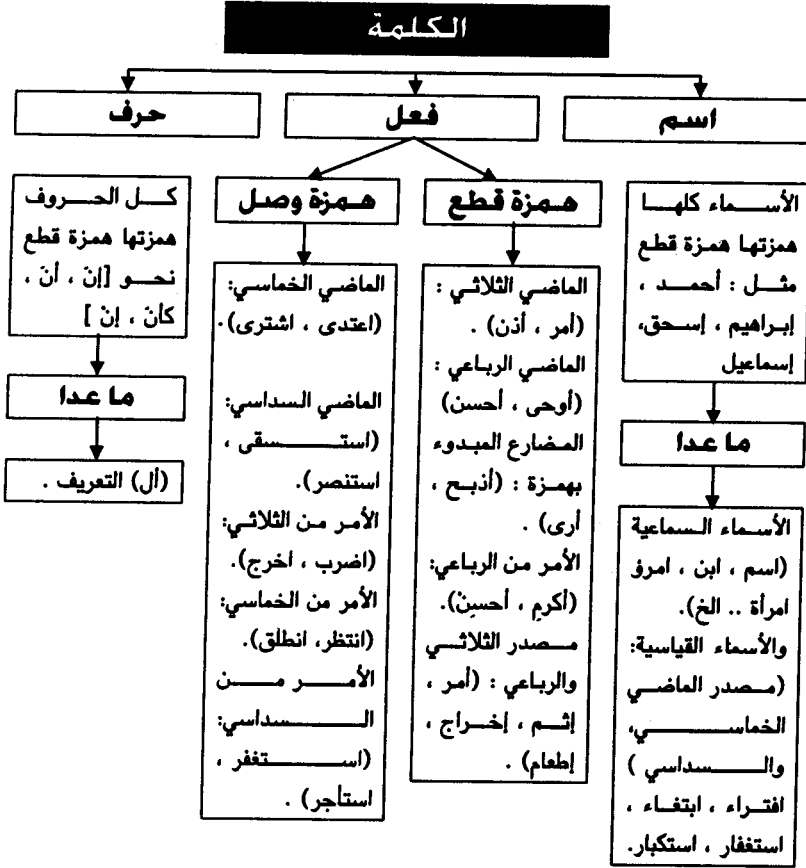 الكلمة
اسم
فعل
حرف
الأسماء كلها
همزتها همزة قطع
مثل : أحمد ،
إبراهيم ، إسحق،
إسماعيل
ما عدا
الأسماء السماعية
(اسم ، ابن ، امرؤ
امرأة .. الخ).
والأسماء القياسية:
(مصدر الماضي
الخماسي،
والسداسي )
افتراء ، ابتغاء ،
استغفار ، استكبار.
همزة قطع
الماضي الثلاثي :
(أمر ، أذن) .
الماضي الرباعي :
(أوحى ، أحسن)
المضارع المبدوء
بهمزة : (أذبح ،
أرى) .
الأمر من الرباعي:
(أكرمِ ، أحسِنْ).
مصدر الثلاثي
والرباعي : (أمر ،
إثم ، إخراج ،
إطعام) .
همزة وصل
الماضي الخماسي:
(اعتدى ، اشترى).
الماضي السداسي:
(استسقى ،
استنصر).
الأمر من الثلاثي:
(اضرب ، اخرج).
الأمر من الخماسي:
(انتظر، انطلق).
الأمر من
السداسي:
(استغفر ،
استأجر) .
كل الحروف
همزتها همزة قطع
نحو [إنّ ، أنّ ،
كأنّ ، إنْ ]
ما عدا
(أل) التعريف .